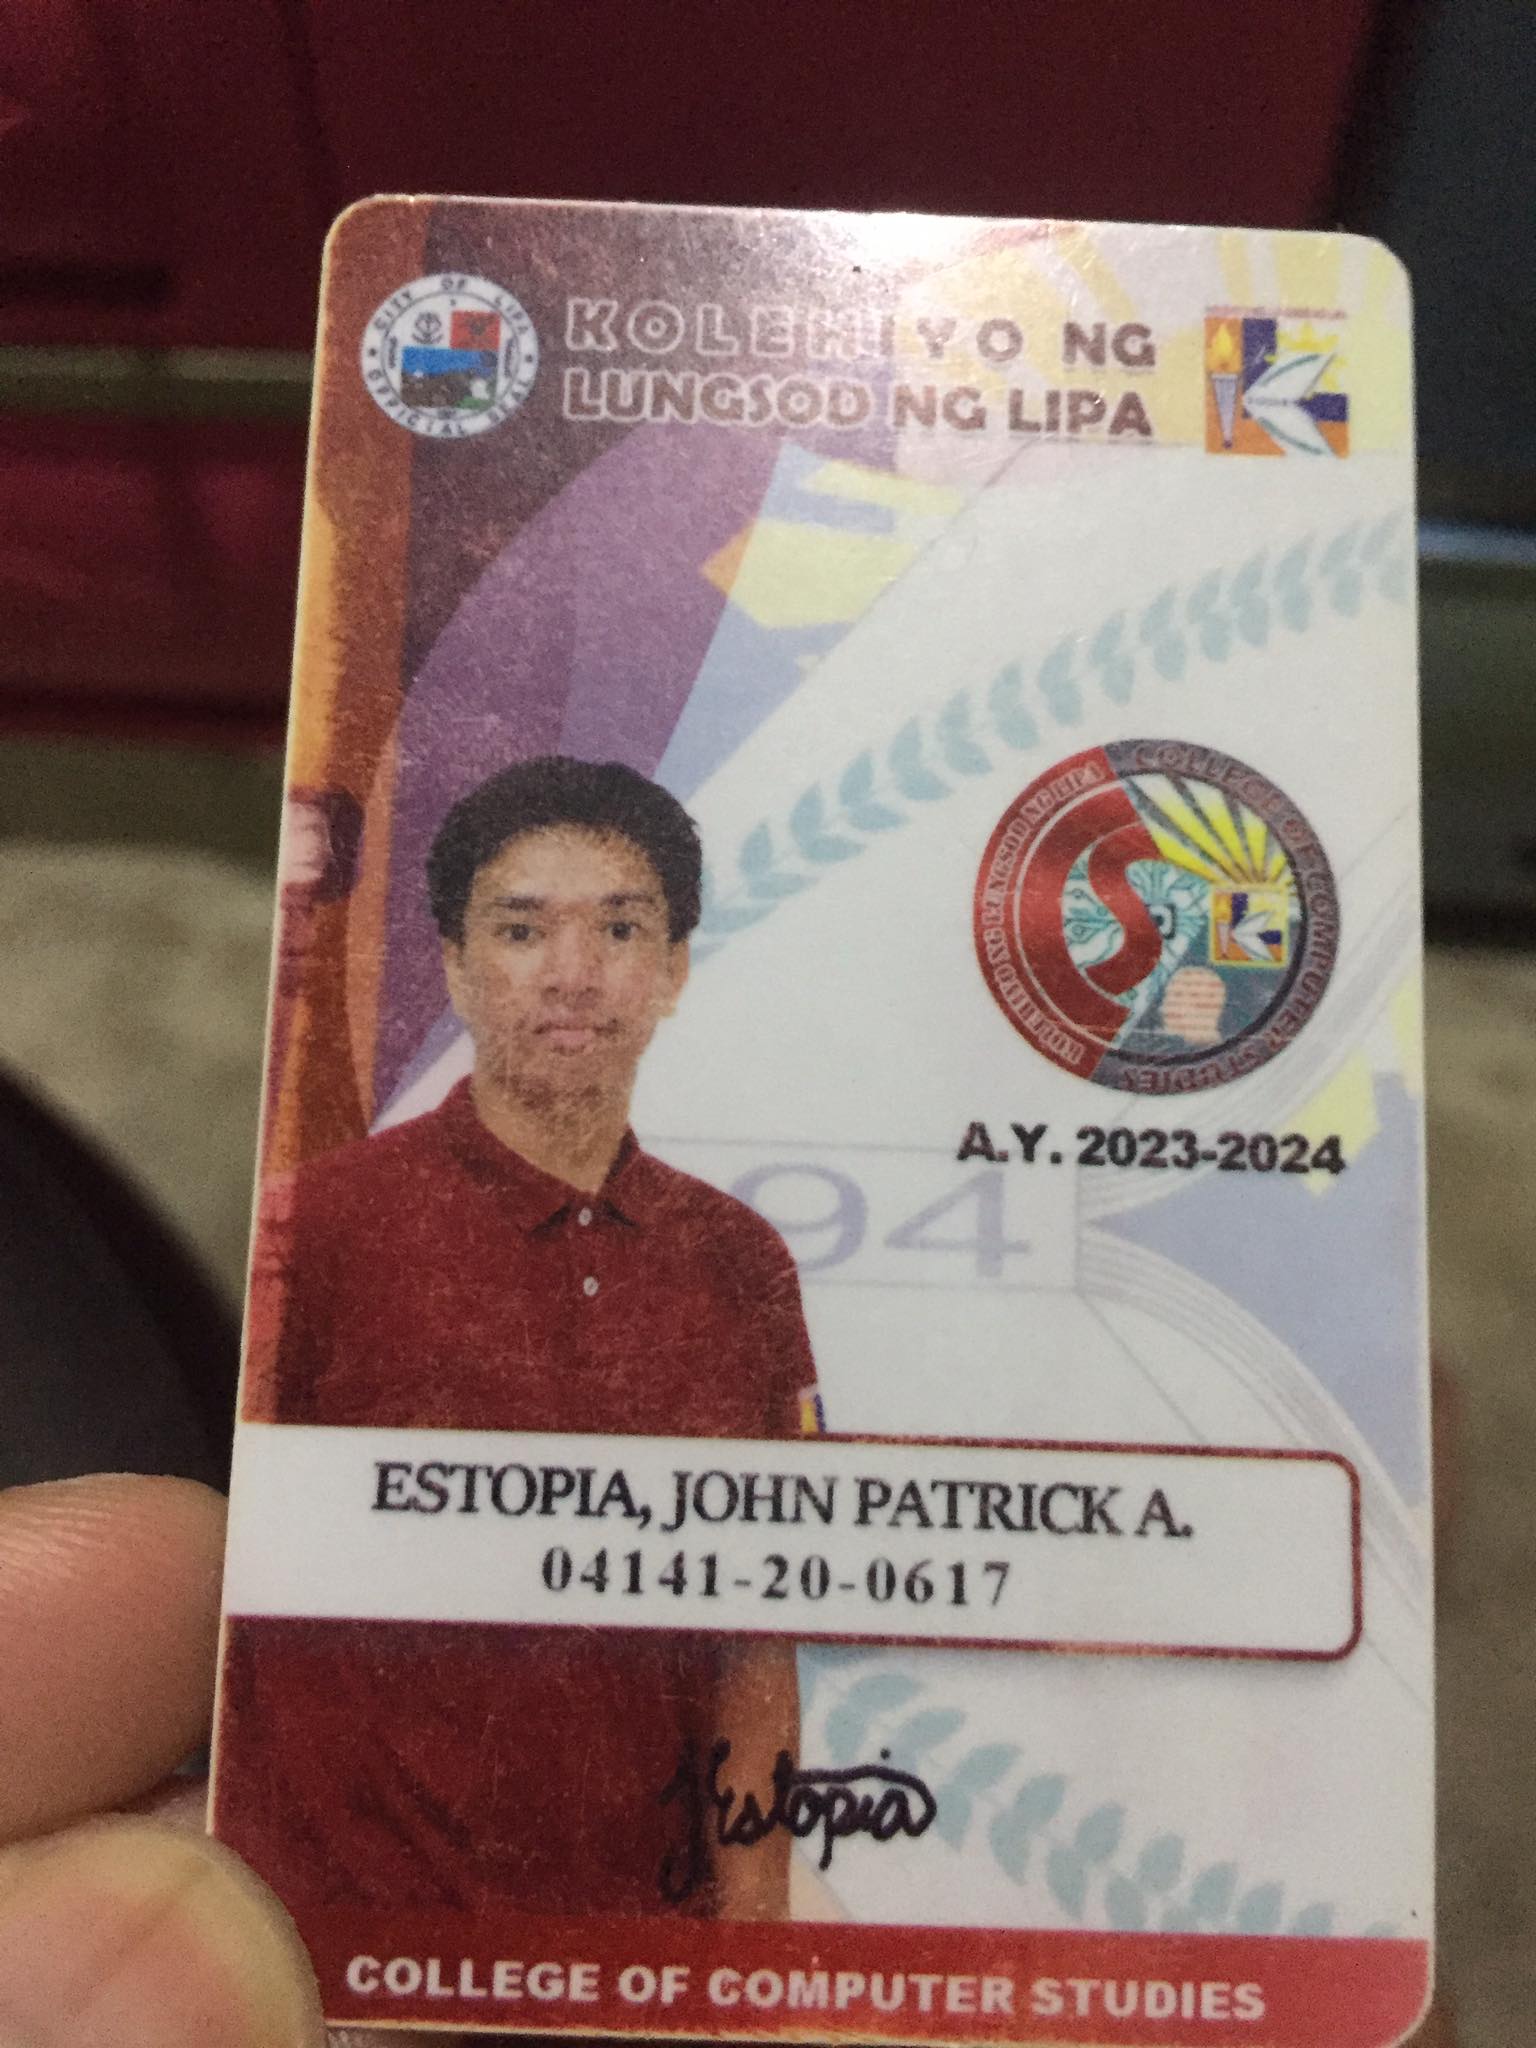 CITY OF LIPA
OFFICIAL SEAL
KOLEHIYO NG
LUNGSOD NG LIPA
KOLEHIYO NG LUNGSOD NG LIPA
COLLEGE OF COMPUTER STUDIES
A.Y. 2023-2024
94
ESTOPIA, JOHN PATRICK A.
04141-20-0617
JEstopia
COLLEGE OF COMPUTER STUDIES